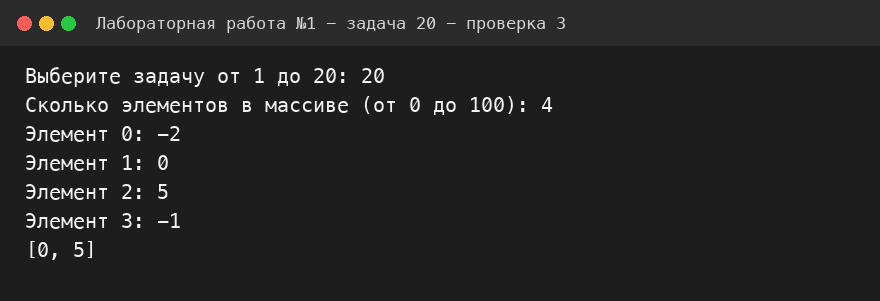 Лабораторная работа №1 — задача 20 — проверка 3
Выберите задачу от 1 до 20: 20
Сколько элементов в массиве (от 0 до 100): 4
Элемент 0: −2
Элемент 1: 0
Элемент 2: 5
Элемент 3: −1
[0, 5]